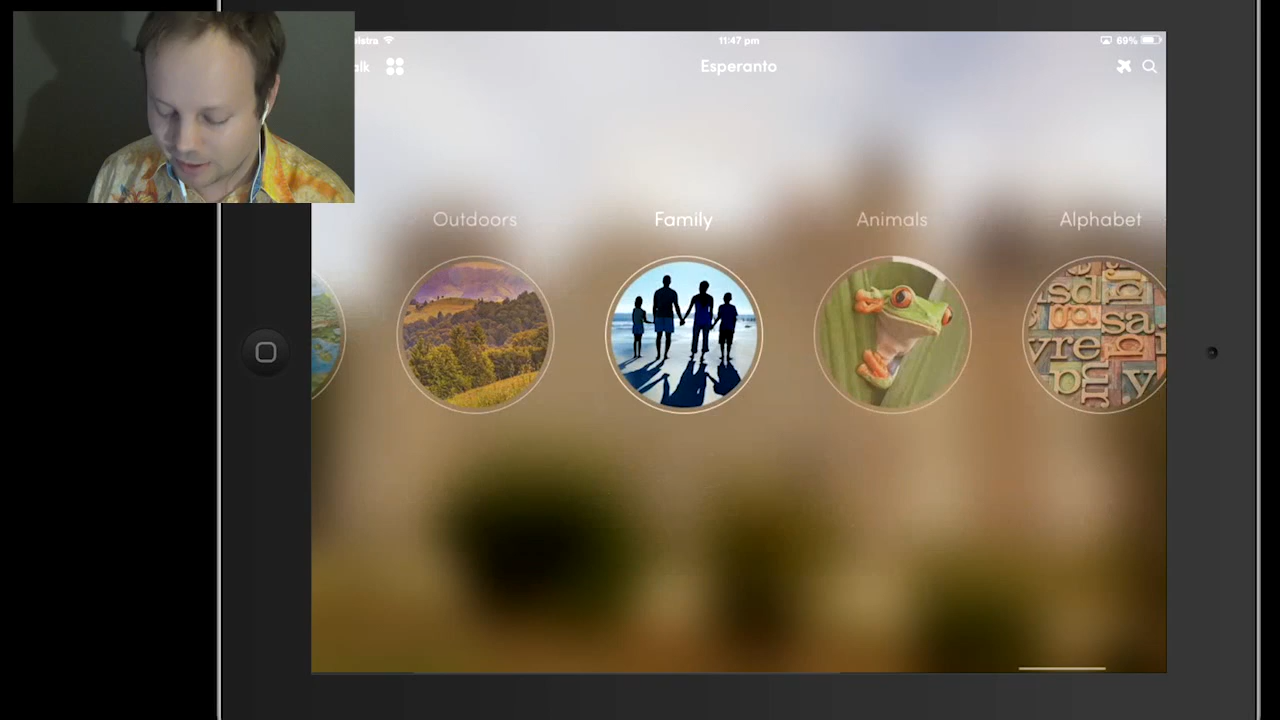 11:47 pm
69%
Esperanto
Outdoors
Family
Animals
Alphabet